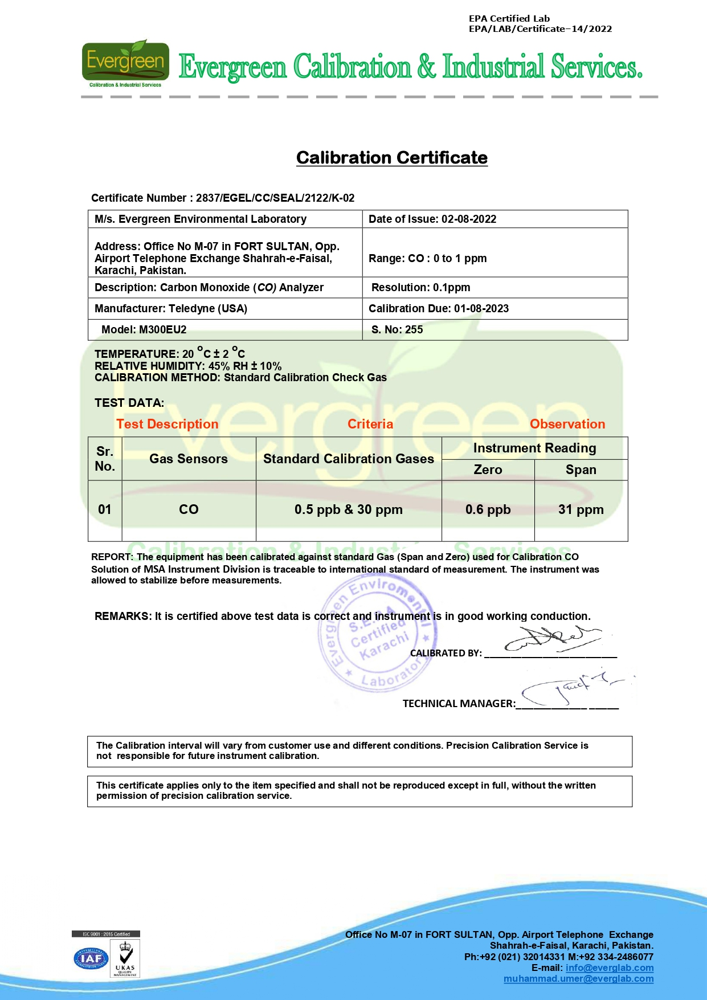 EPA Certified Lab
EPA/LAB/Certificate–14/2022
Evergreen
Calibration & Industrial Services
Evergreen Calibration & Industrial Services.
Calibration Certificate
Certificate Number : 2837/EGEL/CC/SEAL/2122/K-02
M/s. Evergreen Environmental Laboratory
Date of Issue: 02-08-2022
Address: Office No M-07 in FORT SULTAN, Opp.
Airport Telephone Exchange Shahrah-e-Faisal,
Karachi, Pakistan.
Range: CO : 0 to 1 ppm
Description: Carbon Monoxide (CO) Analyzer
Resolution: 0.1ppm
Manufacturer: Teledyne (USA)
Calibration Due: 01-08-2023
Model: M300EU2
S. No: 255
TEMPERATURE: 20 °C ± 2 °C
RELATIVE HUMIDITY: 45% RH ± 10%
CALIBRATION METHOD: Standard Calibration Check Gas
TEST DATA:
Test Description Criteria Observation
Sr. No. Gas Sensors Standard Calibration Gases Instrument Reading
Zero Span
01 CO 0.5 ppb & 30 ppm 0.6 ppb 31 ppm
Evergreen
Calibration & Industrial Services
REPORT: The equipment has been calibrated against standard Gas (Span and Zero) used for Calibration CO
Solution of MSA Instrument Division is traceable to international standard of measurement. The instrument was
allowed to stabilize before measurements.
REMARKS: It is certified above test data is correct and instrument is in good working conduction.
Evergreen Enviromental Laboratory
S.E.P.A
Certified
Karachi
CALIBRATED BY:
TECHNICAL MANAGER:
The Calibration interval will vary from customer use and different conditions. Precision Calibration Service is
not responsible for future instrument calibration.
This certificate applies only to the item specified and shall not be reproduced except in full, without the written
permission of precision calibration service.
ISO 9001 : 2015 Certified
IAF
UKAS
QUALITY
MANAGEMENT
Office No M-07 in FORT SULTAN, Opp. Airport Telephone Exchange
Shahrah-e-Faisal, Karachi, Pakistan.
Ph:+92 (021) 32014331 M:+92 334-2486077
E-mail: info@everglab.com
muhammad.umer@everglab.com